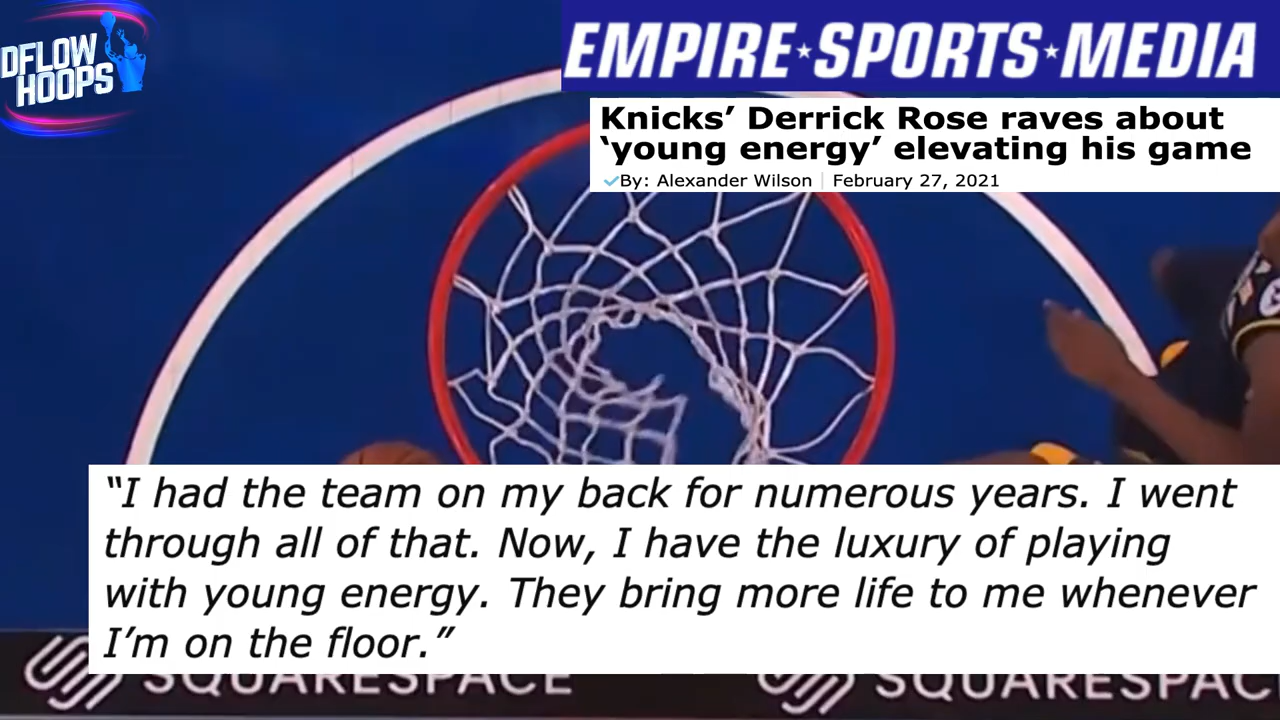 DFLOW
HOOPS
EMPIRE★SPORTS★MEDIA
Knicks’ Derrick Rose raves about
‘young energy’ elevating his game
By: Alexander Wilson | February 27, 2021
“I had the team on my back for numerous years. I went
through all of that. Now, I have the luxury of playing
with young energy. They bring more life to me whenever
I’m on the floor.”
SQUARESPACE
SQUARESPAC